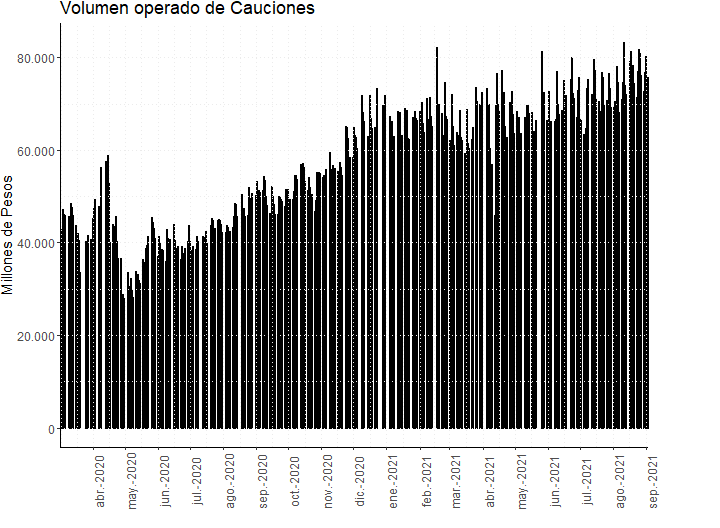 Volumen operado de Cauciones
Millones de Pesos
80.000
60.000
40.000
20.000
0
abr.-2020
may.-2020
jun.-2020
jul.-2020
ago.-2020
sep.-2020
oct.-2020
nov.-2020
dic.-2020
ene.-2021
feb.-2021
mar.-2021
abr.-2021
may.-2021
jun.-2021
jul.-2021
ago.-2021
sep.-2021